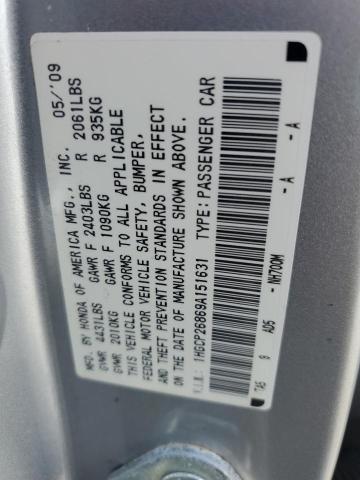 MFD. BY HONDA OF AMERICA MFG., INC. 05/'09
GVWR 4431LBS GAWR F 2403LBS R 2061LBS
GVWR 2010KG GAWR F 1090KG R 935KG
THIS VEHICLE CONFORMS TO ALL APPLICABLE
FEDERAL MOTOR VEHICLE SAFETY, BUMPER,
AND THEFT PREVENTION STANDARDS IN EFFECT
ON THE DATE OF MANUFACTURE SHOWN ABOVE.
V.I.N.: 1HGCP26869A151631 TYPE: PASSENGER CAR
TA5 9 A05 -NH700M -A -A